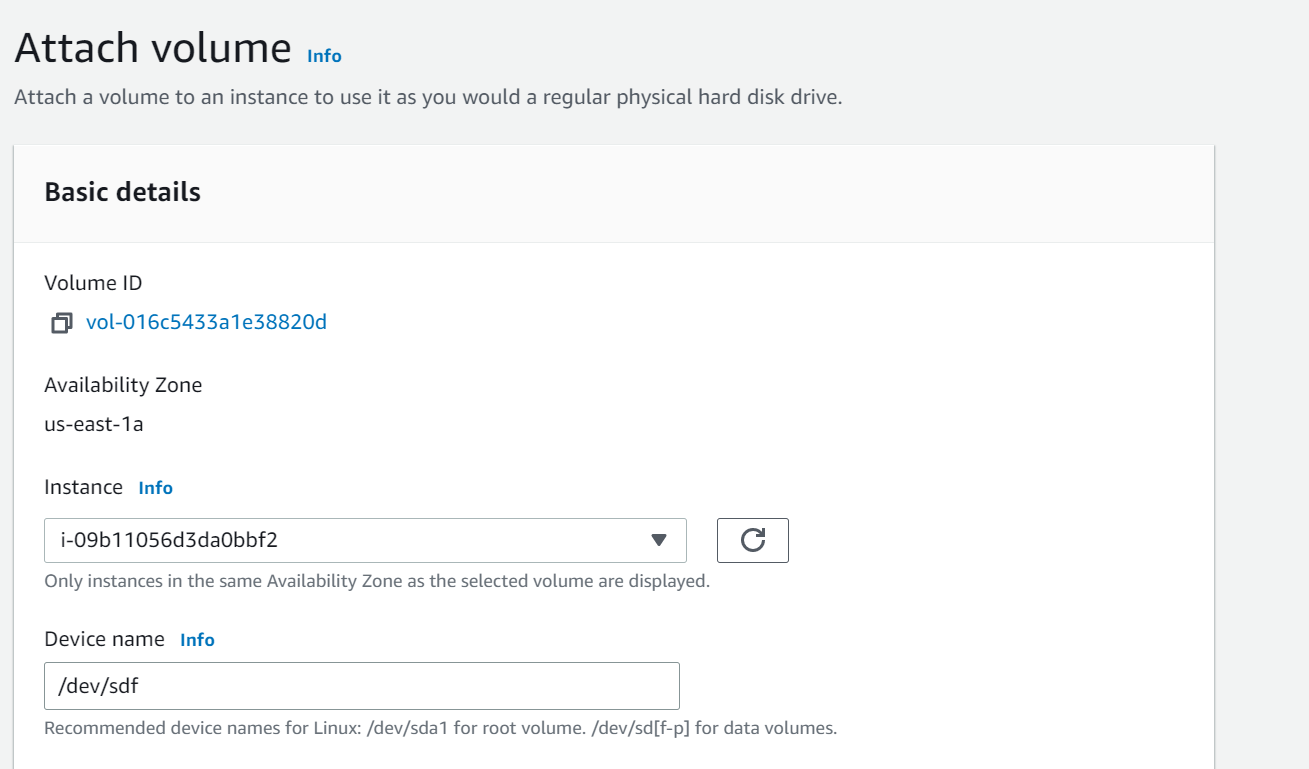 Attach volume Info
Attach a volume to an instance to use it as you would a regular physical hard disk drive.
Basic details
Volume ID
vol-016c5433a1e38820d
Availability Zone
us-east-1a
Instance Info
i-09b11056d3da0bbf2
Only instances in the same Availability Zone as the selected volume are displayed.
Device name Info
/dev/sdf
Recommended device names for Linux: /dev/sda1 for root volume. /dev/sd[f-p] for data volumes.